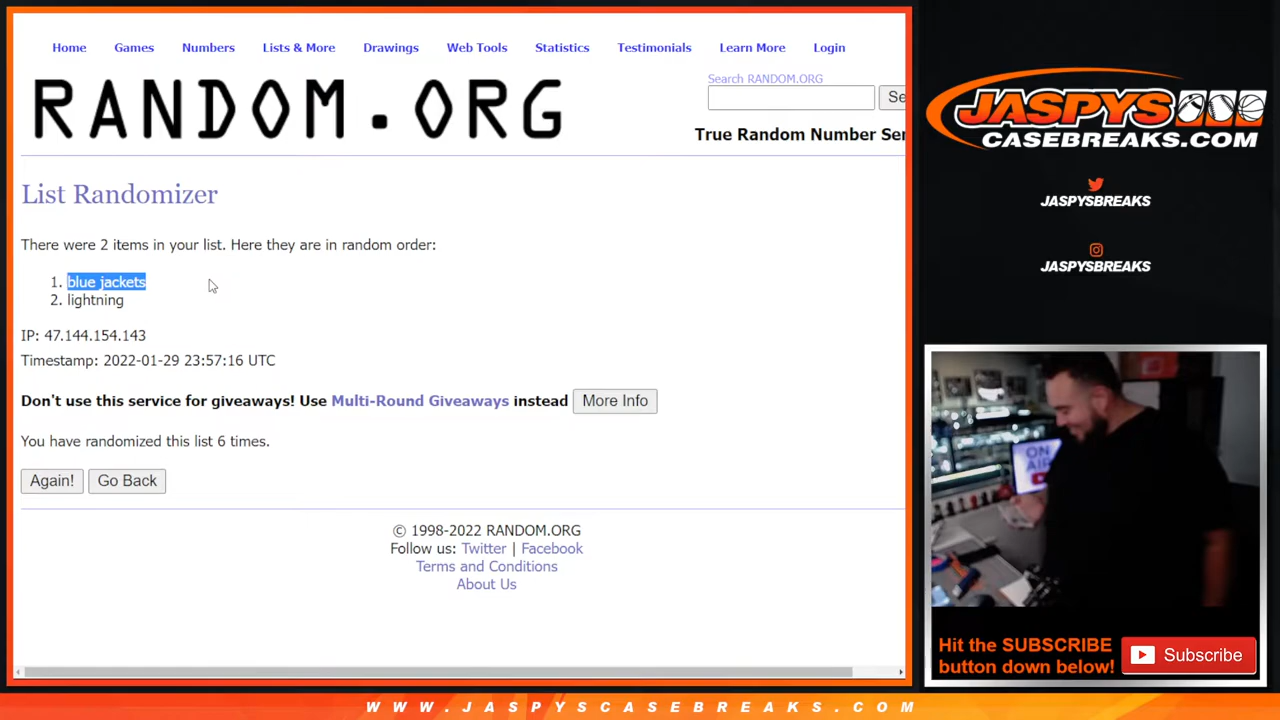 Home Games Numbers Lists & More Drawings Web Tools Statistics Testimonials Learn More Login
RANDOM.ORG
Search RANDOM.ORG
Se
True Random Number Ser
List Randomizer
There were 2 items in your list. Here they are in random order:
1. blue jackets
2. lightning
IP: 47.144.154.143
Timestamp: 2022-01-29 23:57:16 UTC
Don't use this service for giveaways! Use Multi-Round Giveaways instead More Info
You have randomized this list 6 times.
Again! Go Back
© 1998-2022 RANDOM.ORG
Follow us: Twitter | Facebook
Terms and Conditions
About Us
JASPYS
CASEBREAKS.COM
JASPYSBREAKS
JASPYSBREAKS
ON
AIR
Hit the SUBSCRIBE
button down below!
Subscribe
WWW.JASPYSCASEBREAKS.COM